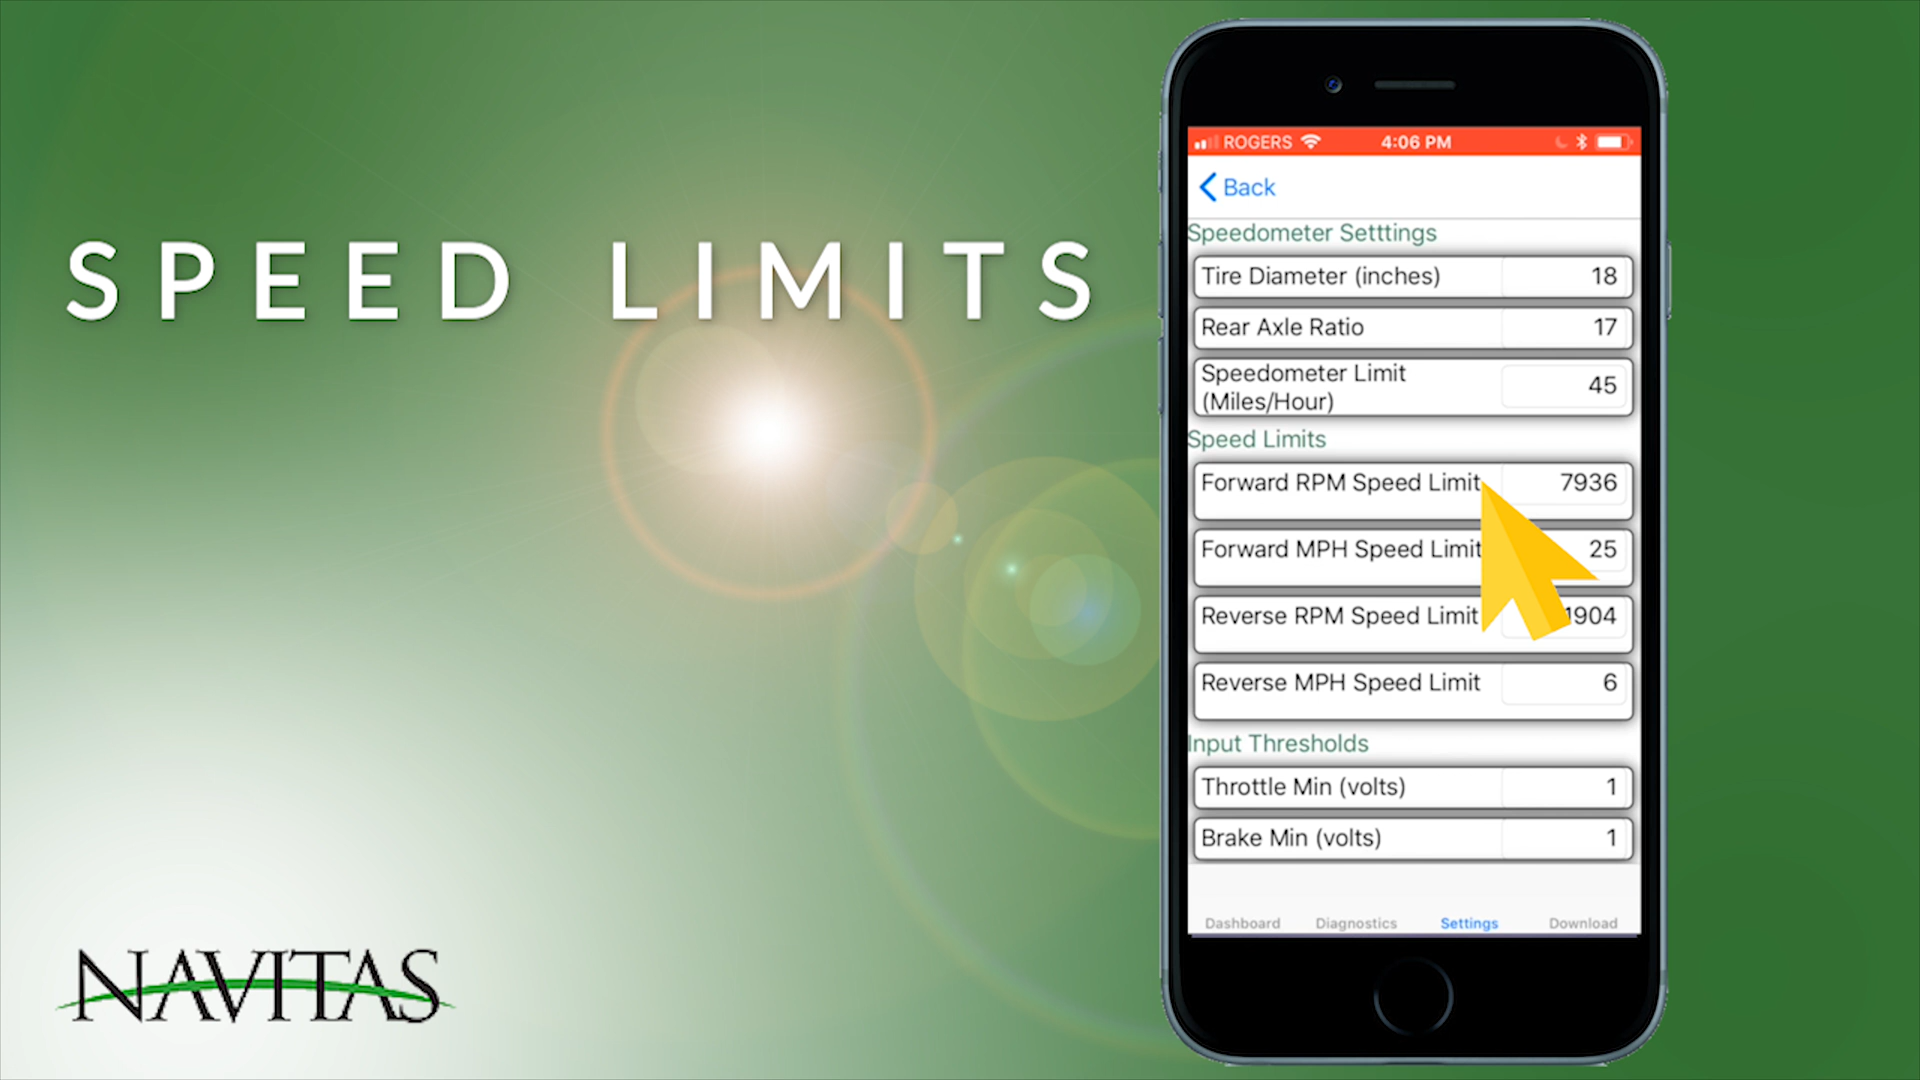 SPEED LIMITS
ROGERS 4:06 PM
Back
Speedometer Setttings
Tire Diameter (inches) 18
Rear Axle Ratio 17
Speedometer Limit
(Miles/Hour) 45
Speed Limits
Forward RPM Speed Limit 7936
Forward MPH Speed Limit 25
Reverse RPM Speed Limit 1904
Reverse MPH Speed Limit 6
Input Thresholds
Throttle Min (volts) 1
Brake Min (volts) 1
Dashboard Diagnostics Settings Download
NAVITAS